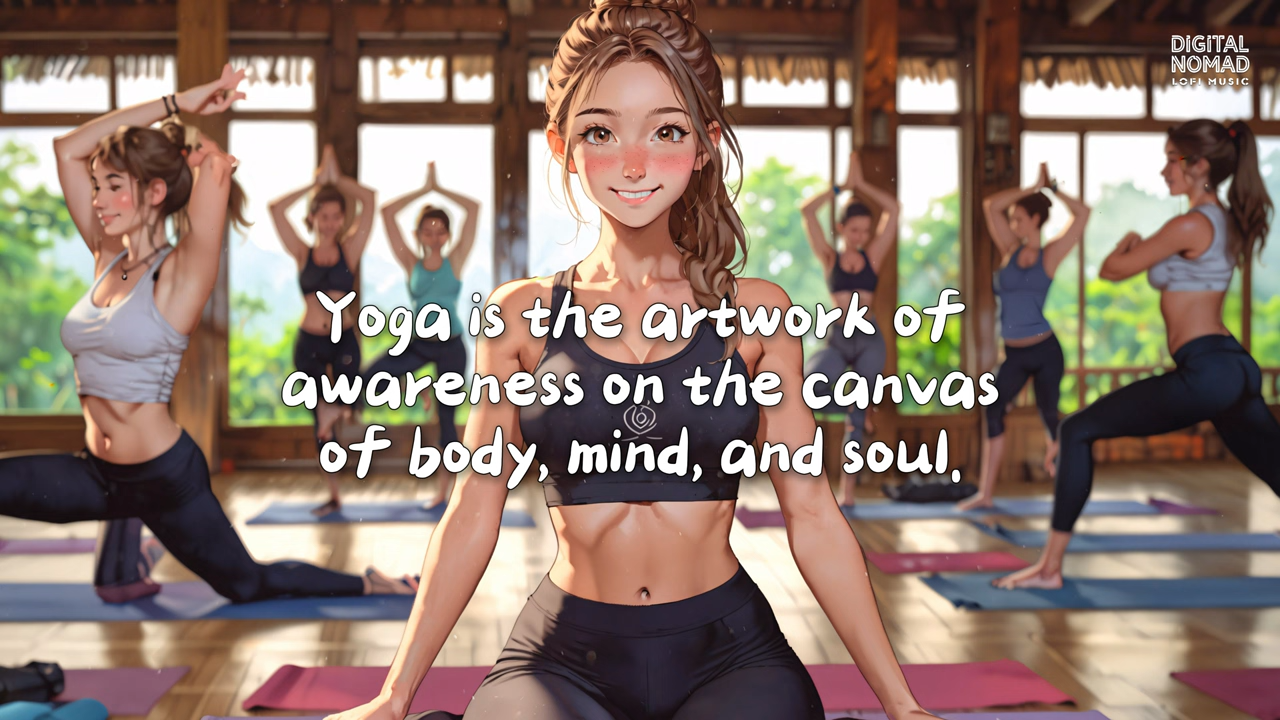 DIGITAL
NOMAD
LOFI MUSIC
Yoga is the artwork of
awareness on the canvas
of body, mind, and soul.